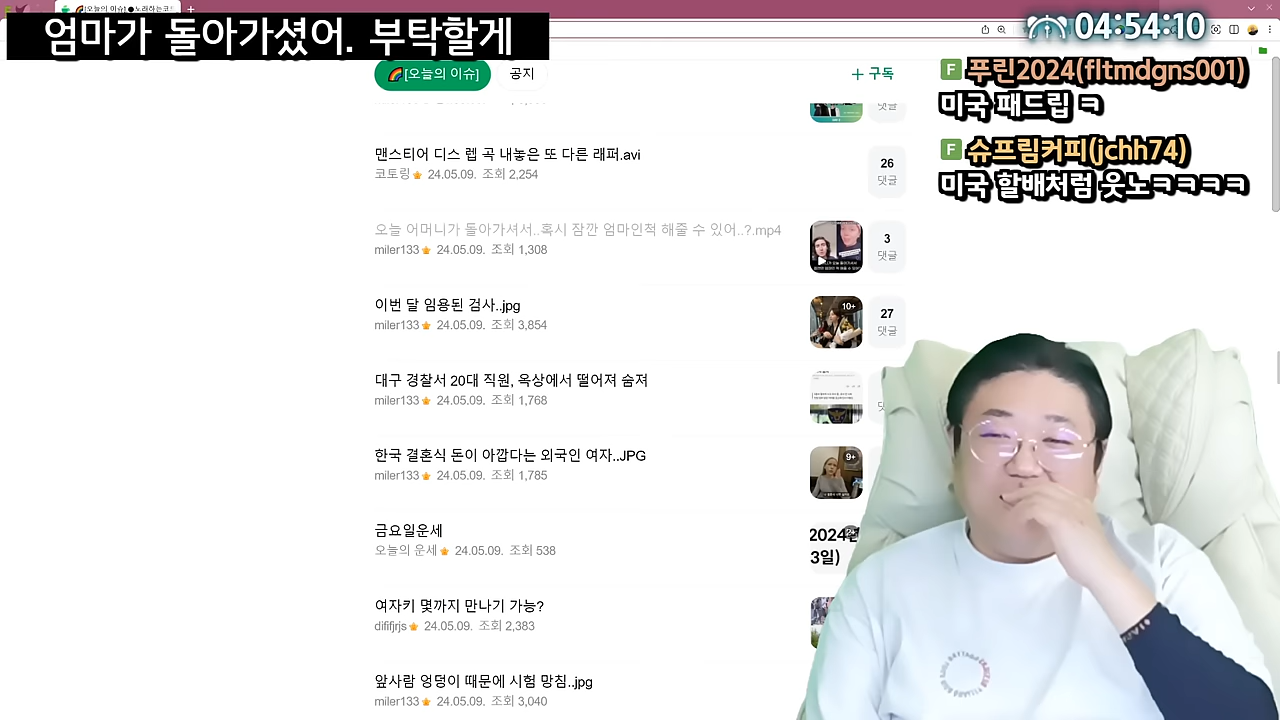 엄마가 돌아가셨어. 부탁할게
04:54:10
🌈[오늘의 이슈]
공지
+ 구독
F 푸린2024(fltmdgns001)
미국 패드립 ㅋ
F 슈프림커피(jchh74)
미국 할배처럼 웃노ㅋㅋㅋㅋ
댓글
맨스티어 디스 렙 곡 내놓은 또 다른 래퍼.avi
코토링 24.05.09. 조회 2,254
26
댓글
오늘 어머니가 돌아가셔서..혹시 잠깐 엄마인척 해줄 수 있어..?.mp4
miler133 24.05.09. 조회 1,308
3
댓글
이번 달 임용된 검사..jpg
miler133 24.05.09. 조회 3,854
10+
27
댓글
대구 경찰서 20대 직원, 옥상에서 떨어져 숨져
miler133 24.05.09. 조회 1,768
한국 결혼식 돈이 아깝다는 외국인 여자..JPG
miler133 24.05.09. 조회 1,785
9+
금요일운세
오늘의 운세 24.05.09. 조회 538
2024년
3일)
여자키 몇까지 만나기 가능?
dififjrjs 24.05.09. 조회 2,383
앞사람 엉덩이 때문에 시험 망침..jpg
miler133 24.05.09. 조회 3,040